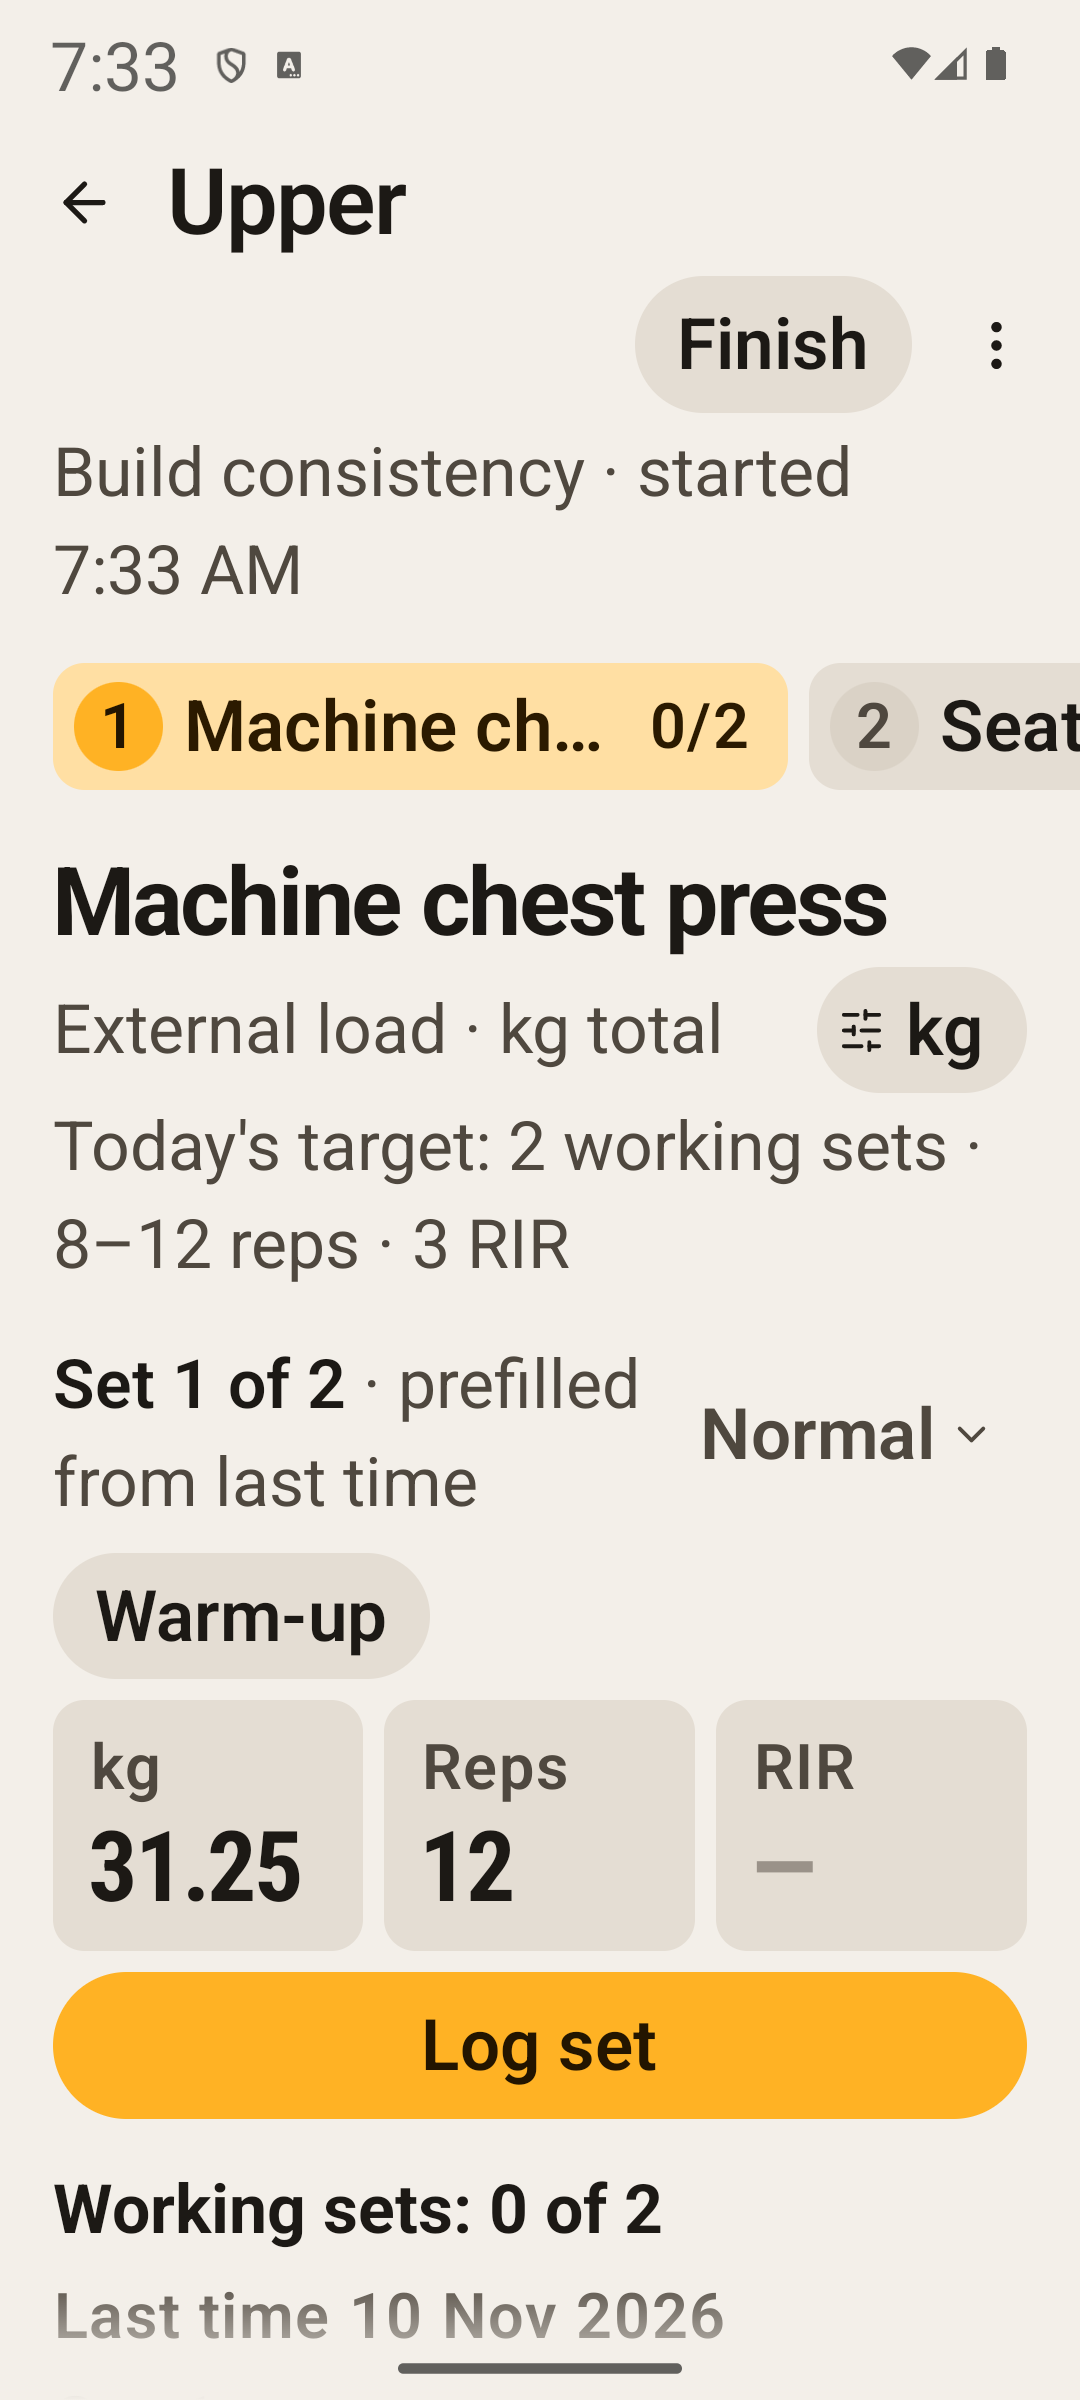 7:33
Upper
Finish
Build consistency · started
7:33 AM
1 Machine ch... 0/2
2 Seat
Machine chest press
External load · kg total
kg
Today's target: 2 working sets ·
8–12 reps · 3 RIR
Set 1 of 2 · prefilled
from last time
Normal
Warm-up
kg
31.25
Reps
12
RIR
–
Log set
Working sets: 0 of 2
Last time 10 Nov 2026